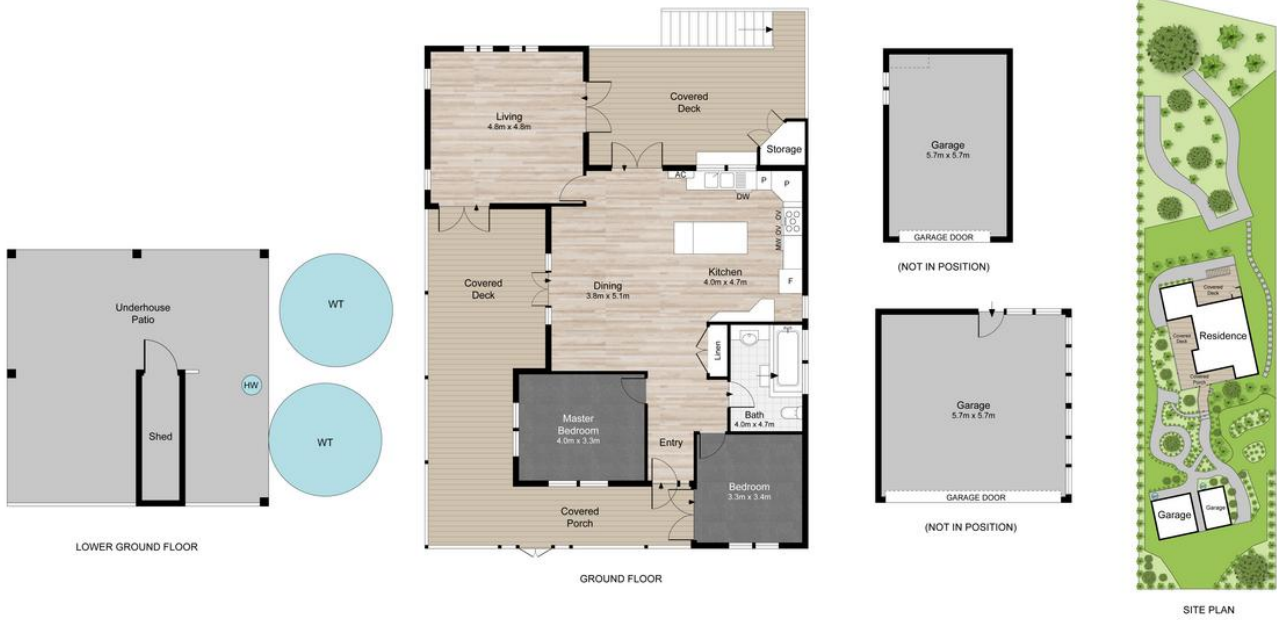 Underhouse
Patio
Shed
HW
WT
WT
LOWER GROUND FLOOR
Living
4.8m x 4.8m
Covered
Deck
Storage
AC
DW
P
P
OV
OV
MW
F
Kitchen
4.0m x 4.7m
Dining
3.8m x 5.1m
Covered
Deck
Linen
Bath
4.0m x 4.7m
Master
Bedroom
4.0m x 3.3m
Entry
Bedroom
3.3m x 3.4m
Covered
Porch
GROUND FLOOR
Garage
5.7m x 5.7m
GARAGE DOOR
(NOT IN POSITION)
Garage
5.7m x 5.7m
GARAGE DOOR
(NOT IN POSITION)
Covered
Deck
Residence
Covered
Deck
Covered
Porch
Garage
Garage
SITE PLAN